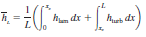 h̄_L = 1/L ( ∫_0^{x_c} h_lam dx + ∫_{x_c}^L h_turb dx )